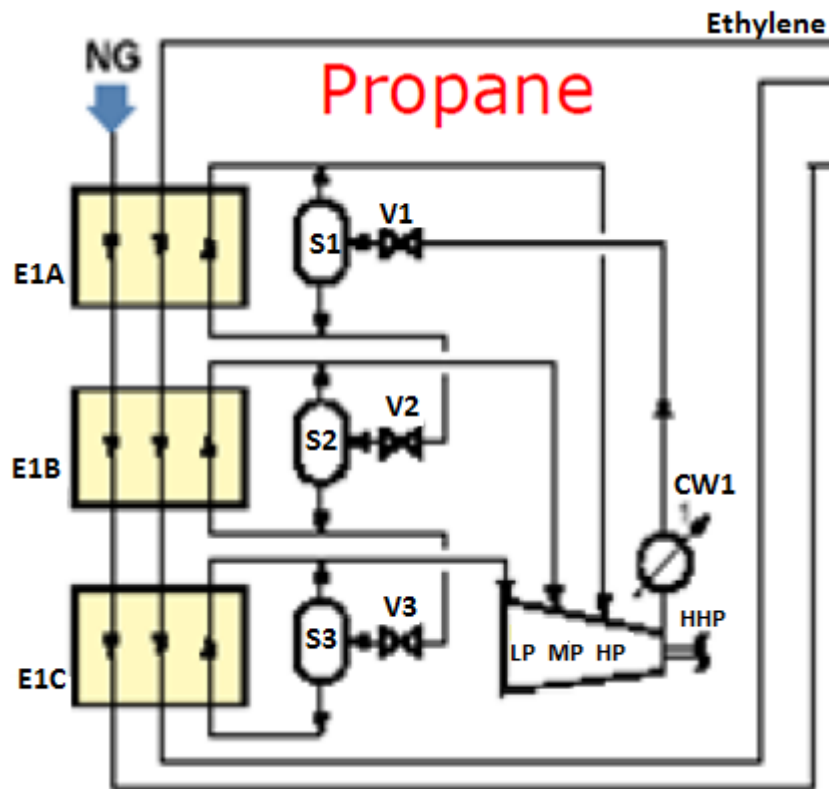 Ethylene
NG
Propane
V1
S1
E1A
V2
S2
E1B
CW1
V3
HHP
S3
LP MP HP
E1C